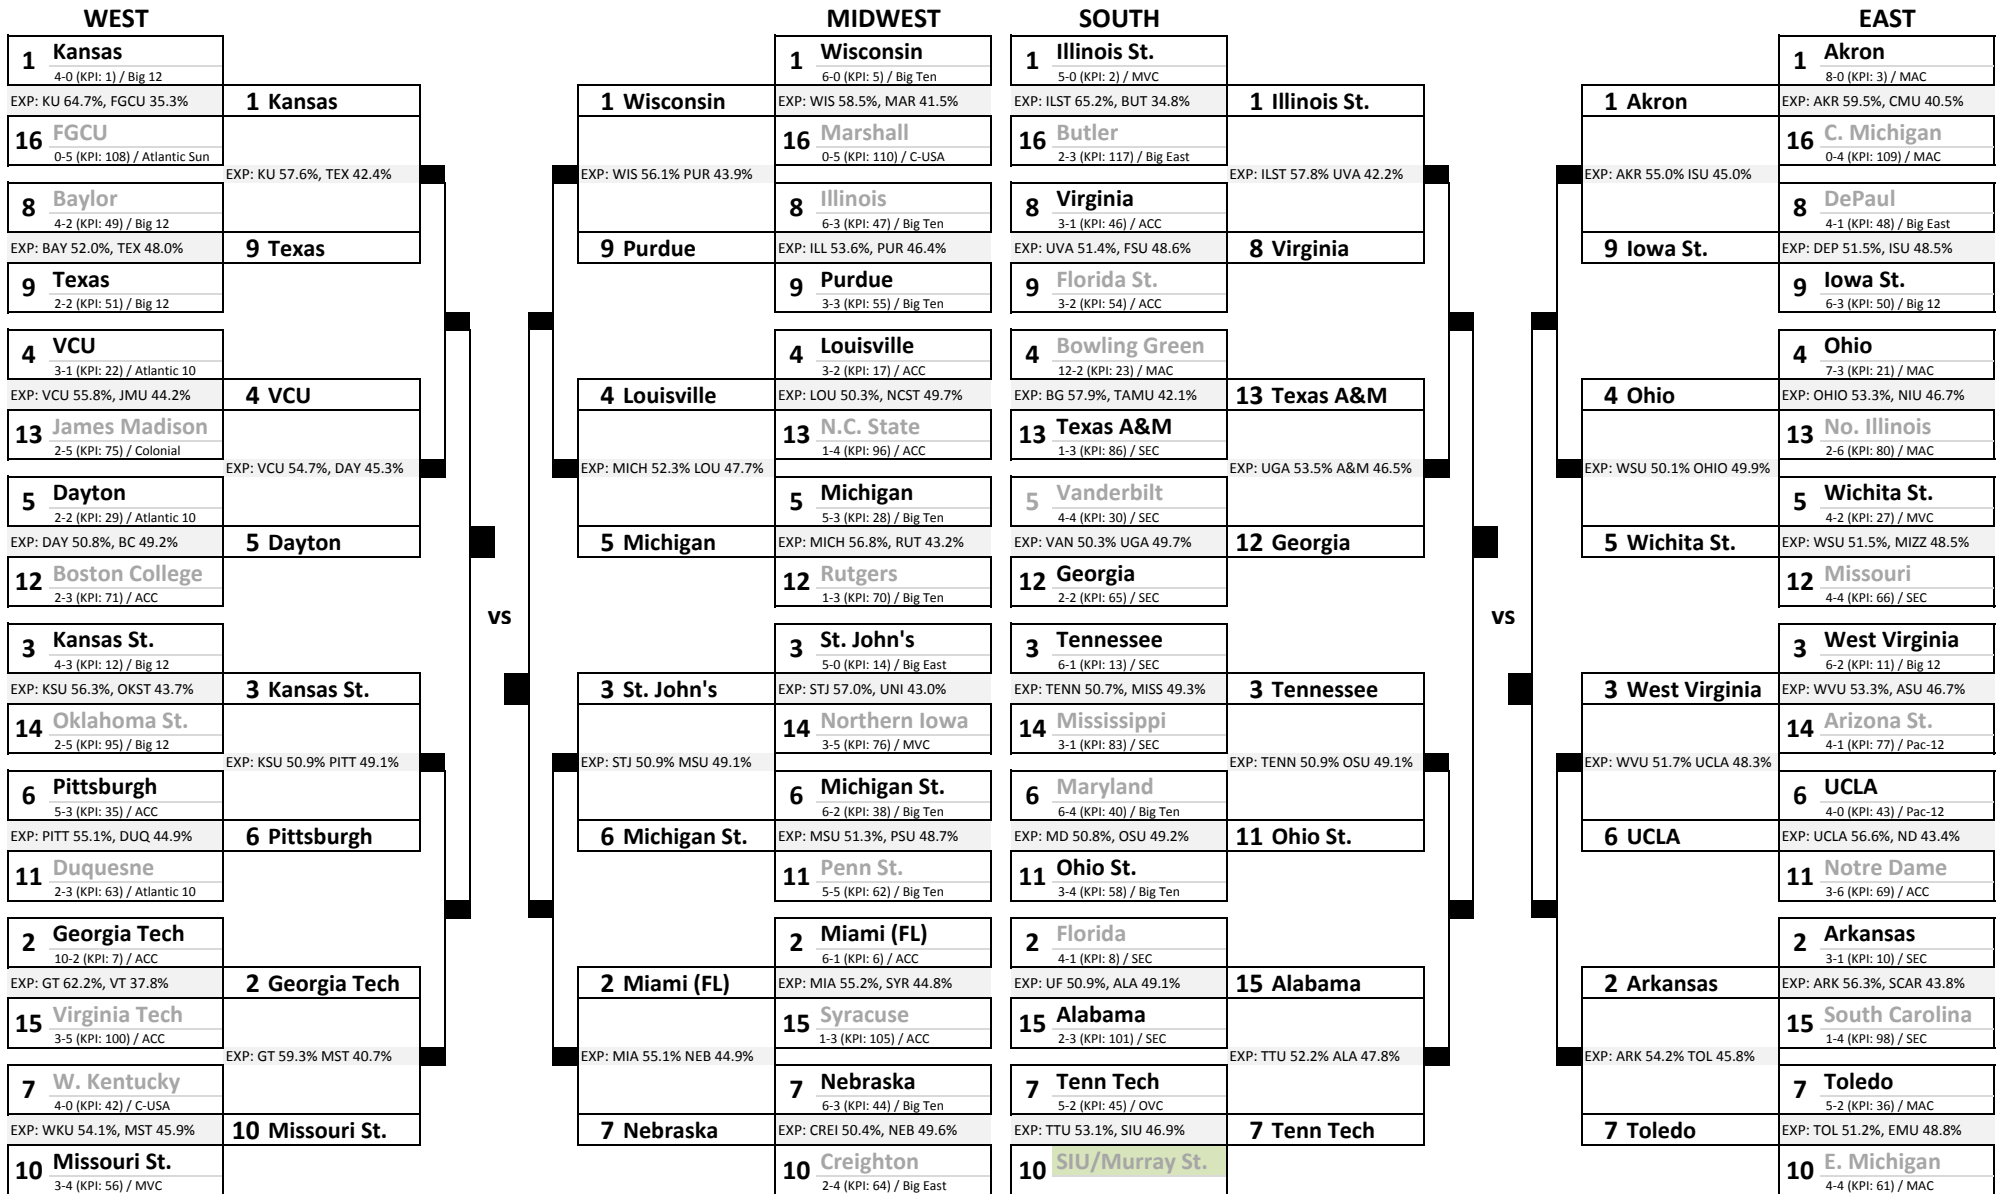 WEST
MIDWEST
SOUTH
EAST
1 Kansas
4-0 (KPI: 1) / Big 12
EXP: KU 64.7%, FGCU 35.3%
16 FGCU
0-5 (KPI: 108) / Atlantic Sun
8 Baylor
4-2 (KPI: 49) / Big 12
EXP: BAY 52.0%, TEX 48.0%
9 Texas
2-2 (KPI: 51) / Big 12
4 VCU
3-1 (KPI: 22) / Atlantic 10
EXP: VCU 55.8%, JMU 44.2%
13 James Madison
2-5 (KPI: 75) / Colonial
5 Dayton
2-2 (KPI: 29) / Atlantic 10
EXP: DAY 50.8%, BC 49.2%
12 Boston College
2-3 (KPI: 71) / ACC
3 Kansas St.
4-3 (KPI: 12) / Big 12
EXP: KSU 56.3%, OKST 43.7%
14 Oklahoma St.
2-5 (KPI: 95) / Big 12
6 Pittsburgh
5-3 (KPI: 35) / ACC
EXP: PITT 55.1%, DUQ 44.9%
11 Duquesne
2-3 (KPI: 63) / Atlantic 10
2 Georgia Tech
10-2 (KPI: 7) / ACC
EXP: GT 62.2%, VT 37.8%
15 Virginia Tech
3-5 (KPI: 100) / ACC
7 W. Kentucky
4-0 (KPI: 42) / C-USA
EXP: WKU 54.1%, MST 45.9%
10 Missouri St.
3-4 (KPI: 56) / MVC
1 Kansas
EXP: KU 57.6%, TEX 42.4%
9 Texas
4 VCU
EXP: VCU 54.7%, DAY 45.3%
5 Dayton
3 Kansas St.
EXP: KSU 50.9% PITT 49.1%
6 Pittsburgh
2 Georgia Tech
EXP: GT 59.3% MST 40.7%
10 Missouri St.
vs
1 Wisconsin
EXP: WIS 56.1% PUR 43.9%
9 Purdue
4 Louisville
EXP: MICH 52.3% LOU 47.7%
5 Michigan
3 St. John's
EXP: STJ 50.9% MSU 49.1%
6 Michigan St.
2 Miami (FL)
EXP: MIA 55.1% NEB 44.9%
7 Nebraska
1 Wisconsin
6-0 (KPI: 5) / Big Ten
EXP: WIS 58.5%, MAR 41.5%
16 Marshall
0-5 (KPI: 110) / C-USA
8 Illinois
6-3 (KPI: 47) / Big Ten
EXP: ILL 53.6%, PUR 46.4%
9 Purdue
3-3 (KPI: 55) / Big Ten
4 Louisville
3-2 (KPI: 17) / ACC
EXP: LOU 50.3%, NCST 49.7%
13 N.C. State
1-4 (KPI: 96) / ACC
5 Michigan
5-3 (KPI: 28) / Big Ten
EXP: MICH 56.8%, RUT 43.2%
12 Rutgers
1-3 (KPI: 70) / Big Ten
3 St. John's
5-0 (KPI: 14) / Big East
EXP: STJ 57.0%, UNI 43.0%
14 Northern Iowa
3-5 (KPI: 76) / MVC
6 Michigan St.
6-2 (KPI: 38) / Big Ten
EXP: MSU 51.3%, PSU 48.7%
11 Penn St.
5-5 (KPI: 62) / Big Ten
2 Miami (FL)
6-1 (KPI: 6) / ACC
EXP: MIA 55.2%, SYR 44.8%
15 Syracuse
1-3 (KPI: 105) / ACC
7 Nebraska
6-3 (KPI: 44) / Big Ten
EXP: CREI 50.4%, NEB 49.6%
10 Creighton
2-4 (KPI: 64) / Big East
1 Illinois St.
5-0 (KPI: 2) / MVC
EXP: ILST 65.2%, BUT 34.8%
16 Butler
2-3 (KPI: 117) / Big East
8 Virginia
3-1 (KPI: 46) / ACC
EXP: UVA 51.4%, FSU 48.6%
9 Florida St.
3-2 (KPI: 54) / ACC
4 Bowling Green
12-2 (KPI: 23) / MAC
EXP: BG 57.9%, TAMU 42.1%
13 Texas A&M
1-3 (KPI: 86) / SEC
5 Vanderbilt
4-4 (KPI: 30) / SEC
EXP: VAN 50.3% UGA 49.7%
12 Georgia
2-2 (KPI: 65) / SEC
3 Tennessee
6-1 (KPI: 13) / SEC
EXP: TENN 50.7%, MISS 49.3%
14 Mississippi
3-1 (KPI: 83) / SEC
6 Maryland
6-4 (KPI: 40) / Big Ten
EXP: MD 50.8%, OSU 49.2%
11 Ohio St.
3-4 (KPI: 58) / Big Ten
2 Florida
4-1 (KPI: 8) / SEC
EXP: UF 50.9%, ALA 49.1%
15 Alabama
2-3 (KPI: 101) / SEC
7 Tenn Tech
5-2 (KPI: 45) / OVC
EXP: TTU 53.1%, SIU 46.9%
10 SIU/Murray St.
1 Illinois St.
EXP: ILST 57.8% UVA 42.2%
8 Virginia
13 Texas A&M
EXP: UGA 53.5% A&M 46.5%
12 Georgia
3 Tennessee
EXP: TENN 50.9% OSU 49.1%
11 Ohio St.
15 Alabama
EXP: TTU 52.2% ALA 47.8%
7 Tenn Tech
vs
1 Akron
EXP: AKR 55.0% ISU 45.0%
9 Iowa St.
4 Ohio
EXP: WSU 50.1% OHIO 49.9%
5 Wichita St.
3 West Virginia
EXP: WVU 51.7% UCLA 48.3%
6 UCLA
2 Arkansas
EXP: ARK 54.2% TOL 45.8%
7 Toledo
1 Akron
8-0 (KPI: 3) / MAC
EXP: AKR 59.5%, CMU 40.5%
16 C. Michigan
0-4 (KPI: 109) / MAC
8 DePaul
4-1 (KPI: 48) / Big East
EXP: DEP 51.5%, ISU 48.5%
9 Iowa St.
6-3 (KPI: 50) / Big 12
4 Ohio
7-3 (KPI: 21) / MAC
EXP: OHIO 53.3%, NIU 46.7%
13 No. Illinois
2-6 (KPI: 80) / MAC
5 Wichita St.
4-2 (KPI: 27) / MVC
EXP: WSU 51.5%, MIZZ 48.5%
12 Missouri
4-4 (KPI: 66) / SEC
3 West Virginia
6-2 (KPI: 11) / Big 12
EXP: WVU 53.3%, ASU 46.7%
14 Arizona St.
4-1 (KPI: 77) / Pac-12
6 UCLA
4-0 (KPI: 43) / Pac-12
EXP: UCLA 56.6%, ND 43.4%
11 Notre Dame
3-6 (KPI: 69) / ACC
2 Arkansas
3-1 (KPI: 10) / SEC
EXP: ARK 56.3%, SCAR 43.8%
15 South Carolina
1-4 (KPI: 98) / SEC
7 Toledo
5-2 (KPI: 36) / MAC
EXP: TOL 51.2%, EMU 48.8%
10 E. Michigan
4-4 (KPI: 61) / MAC